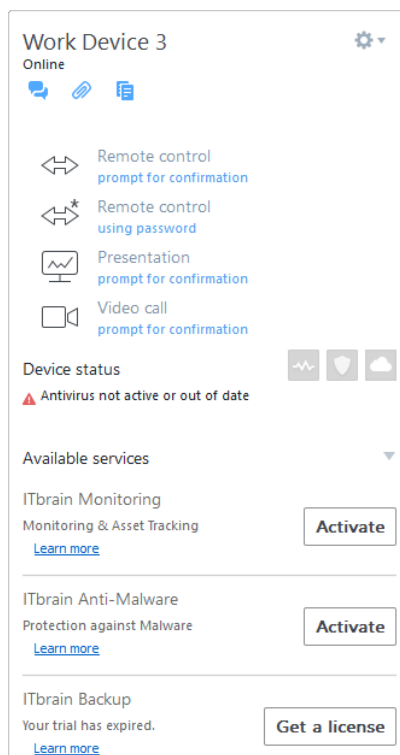 Work Device 3
Online
Remote control
prompt for confirmation
Remote control
using password
Presentation
prompt for confirmation
Video call
prompt for confirmation
Device status
Antivirus not active or out of date
Available services
ITbrain Monitoring
Monitoring & Asset Tracking
Activate
Learn more
ITbrain Anti-Malware
Protection against Malware
Activate
Learn more
ITbrain Backup
Your trial has expired.
Get a license
Learn more